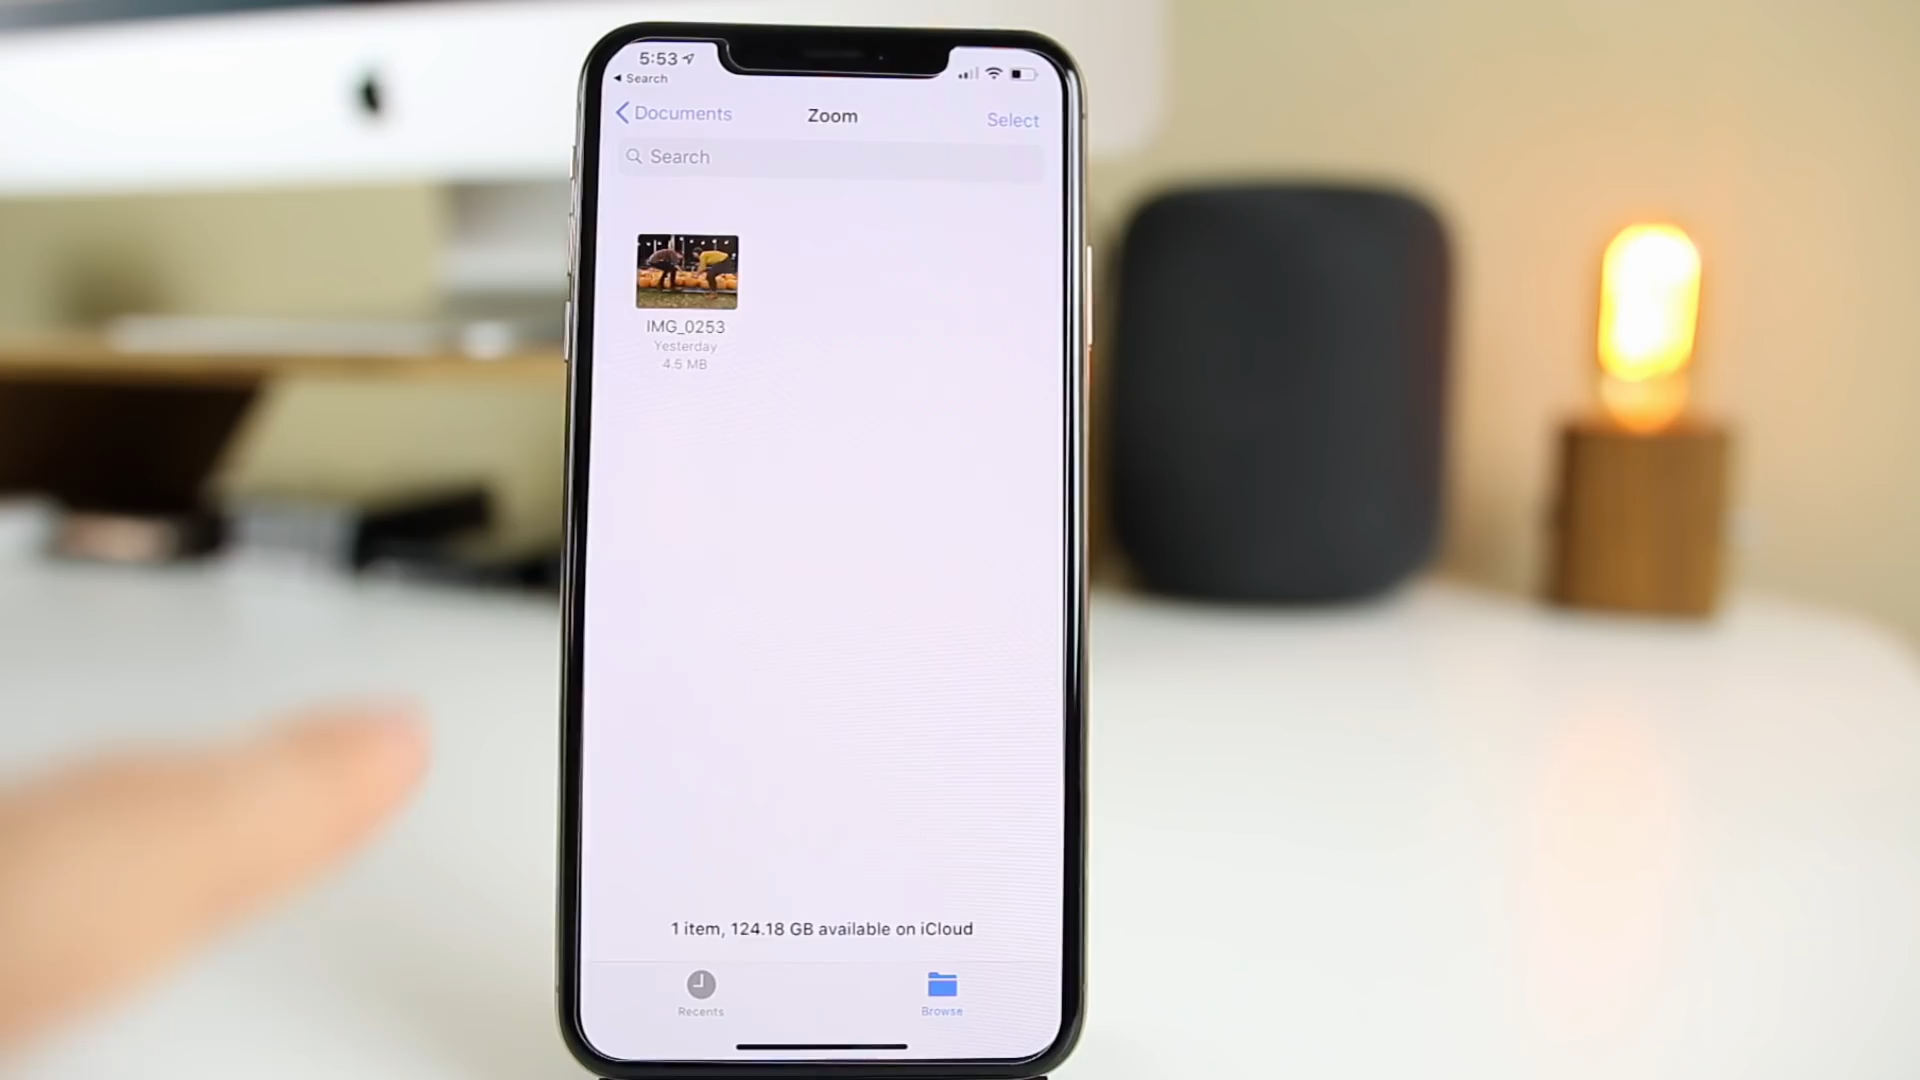 5:53
Search
Documents
Zoom
Select
Search
IMG_0253
Yesterday
4.5 MB
1 item, 124.18 GB available on iCloud
Recents
Browse